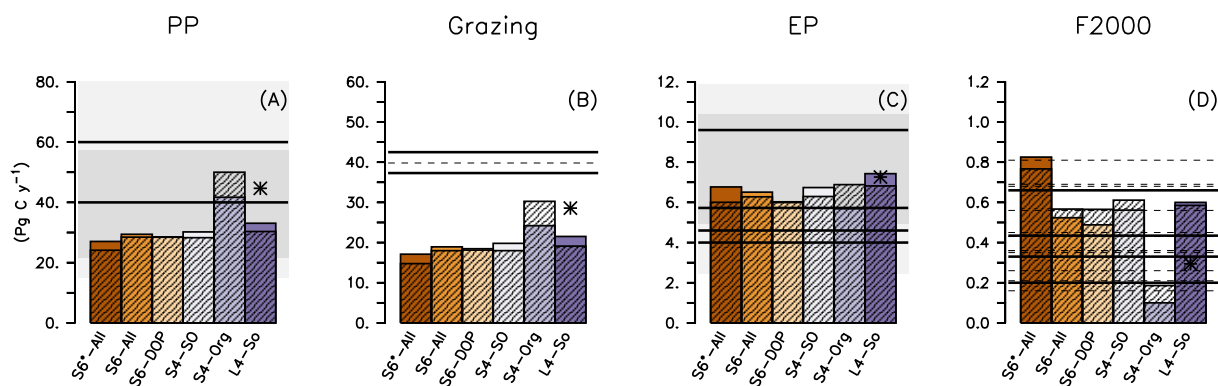 PP
Grazing
EP
F2000
(A)
(B)
(C)
(D)
(Pg C y⁻¹)
80.
60.
40.
20.
0.
60.
50.
40.
30.
20.
10.
0.
12.
10.
8.
6.
4.
2.
0.
1.2
1.0
0.8
0.6
0.4
0.2
0.0
S6*-All
S6-All
S6-DOP
S4-SO
S4-Org
L4-So
S6*-All
S6-All
S6-DOP
S4-SO
S4-Org
L4-So
S6*-All
S6-All
S6-DOP
S4-SO
S4-Org
L4-So
S6*-All
S6-All
S6-DOP
S4-SO
S4-Org
L4-So